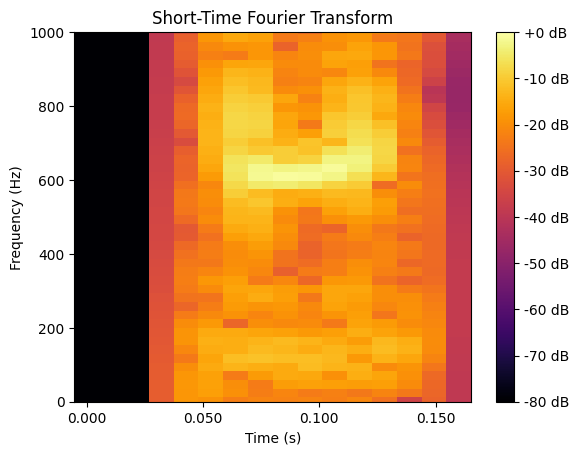 Short-Time Fourier Transform
1000
800
600
400
200
0
Frequency (Hz)
0.000
0.050
0.100
0.150
Time (s)
+0 dB
-10 dB
-20 dB
-30 dB
-40 dB
-50 dB
-60 dB
-70 dB
-80 dB